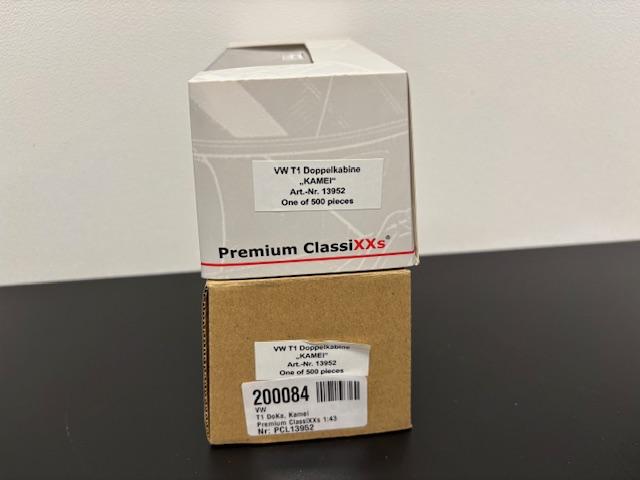 VW T1 Doppelkabine
„KAMEI“
Art.-Nr. 13952
One of 500 pieces
Premium ClassiXXs®
VW T1 Doppelkabine
„KAMEI“
Art.-Nr. 13952
One of 500 pieces
200084
VW
T1 DoKa, Kamei
Premium ClassiXXs 1:43
Nr: PCL13952